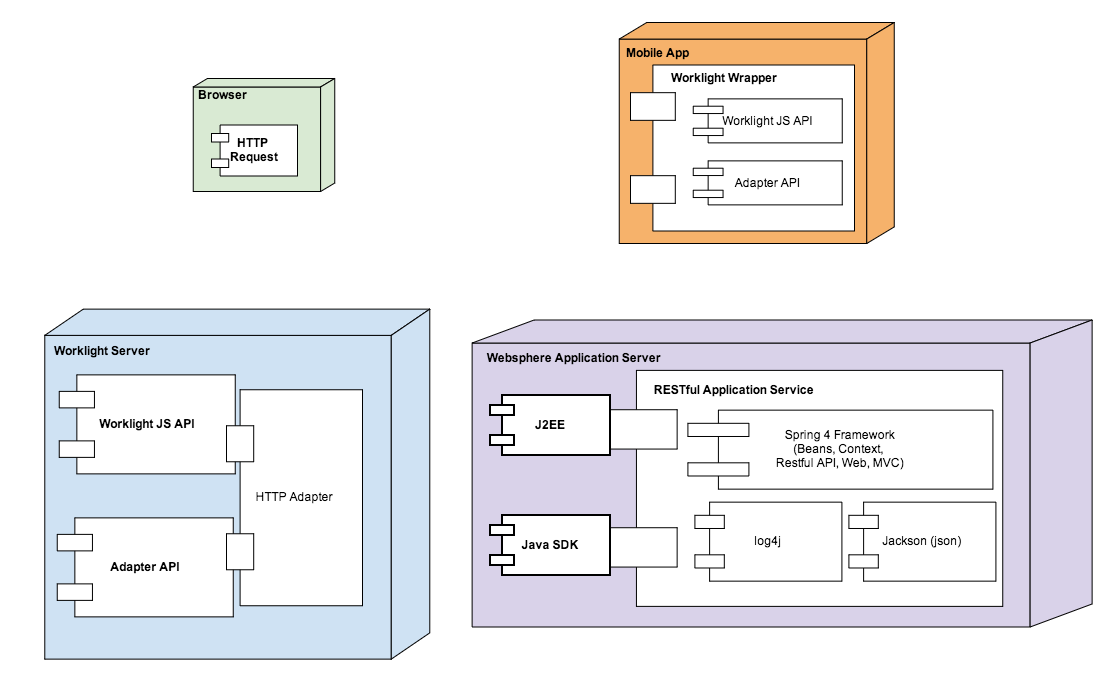 Browser
HTTP
Request
Mobile App
Worklight Wrapper
Worklight JS API
Adapter API
Worklight Server
Worklight JS API
HTTP Adapter
Adapter API
Websphere Application Server
RESTful Application Service
J2EE
Spring 4 Framework
(Beans, Context,
Restful API, Web, MVC)
Java SDK
log4j
Jackson (json)